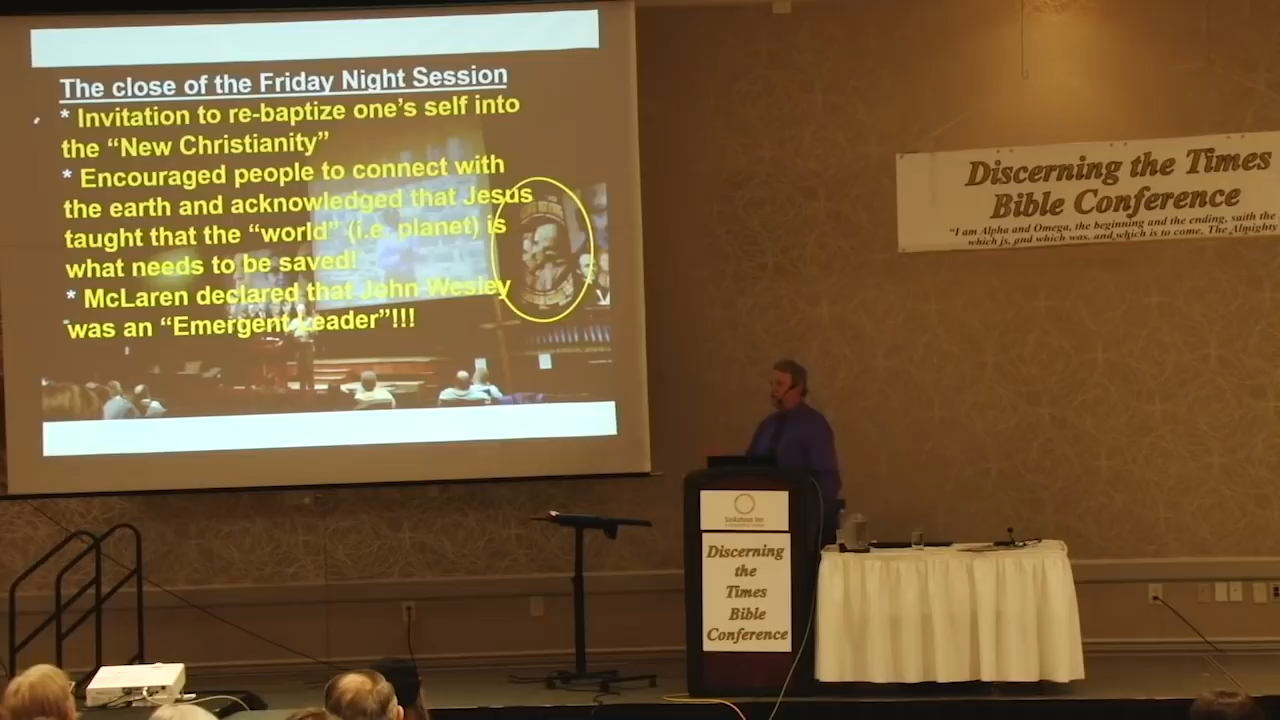 The close of the Friday Night Session
* Invitation to re-baptize one's self into
the “New Christianity”
* Encouraged people to connect with
the earth and acknowledged that Jesus
taught that the “world” (i.e. planet) is
what needs to be saved!
* McLaren declared that John Wesley
was an “Emergent Leader”!!!
Discerning the Times
Bible Conference
“I am Alpha and Omega, the beginning and the ending, saith the
which is, and which was, and which is to come, The Almighty
Saskatoon Inn
Discerning
the
Times
Bible
Conference